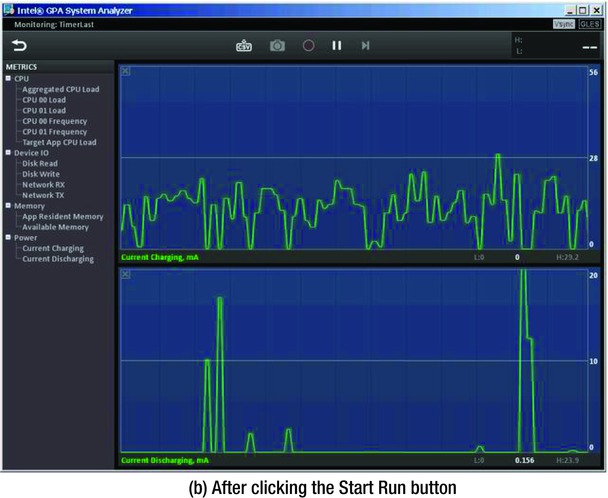 Intel® GPA System Analyzer
Monitoring: TimerLast
Vsync GLES
CSV
H:
L:
--
METRICS
CPU
Aggregated CPU Load
CPU 00 Load
CPU 01 Load
CPU 00 Frequency
CPU 01 Frequency
Target App CPU Load
Device IO
Disk Read
Disk Write
Network RX
Network TX
Memory
App Resident Memory
Available Memory
Power
Current Charging
Current Discharging
56
28
0
Current Charging, mA L:0 0 H:29.2
20
10
0
Current Discharging, mA L:0 0.156 H:23.9
(b) After clicking the Start Run button